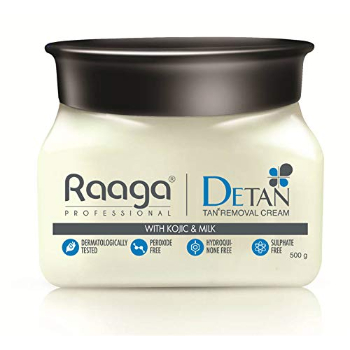 Raaga®
PROFESSIONAL
DETAN
TAN REMOVAL CREAM
WITH KOJIC & MILK
DERMATOLOGICALLY
TESTED
PEROXIDE
FREE
HYDROQUI-
NONE FREE
SULPHATE
FREE
500 g